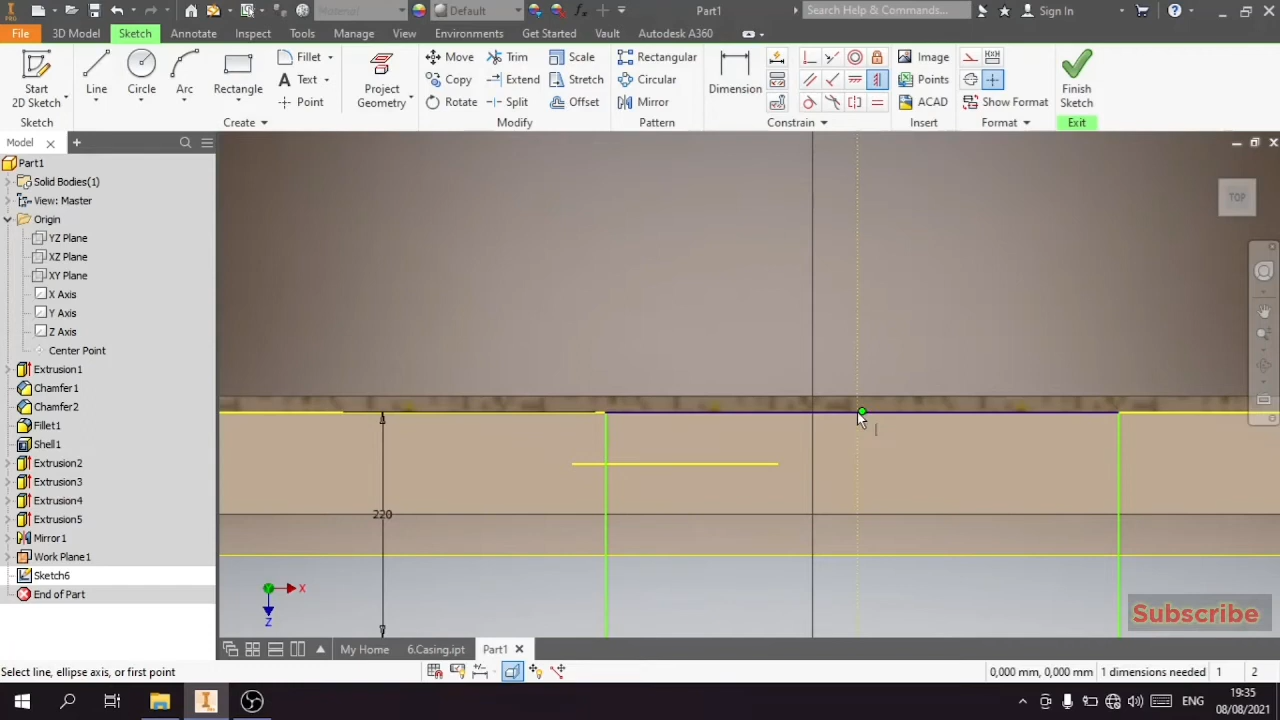 PRO
Material
Default
Part1
Search Help & Commands...
Sign In
File
3D Model
Sketch
Annotate
Inspect
Tools
Manage
View
Environments
Get Started
Vault
Autodesk A360
Start
2D Sketch
Line
Circle
Arc
Rectangle
Fillet
Text
Point
Project
Geometry
Move
Copy
Rotate
Trim
Extend
Split
Scale
Stretch
Offset
Rectangular
Circular
Mirror
Dimension
Image
Points
ACAD
Show Format
Finish
Sketch
Sketch
Create
Modify
Pattern
Constrain
Insert
Format
Exit
Model
Part1
Solid Bodies(1)
View: Master
Origin
YZ Plane
XZ Plane
XY Plane
X Axis
Y Axis
Z Axis
Center Point
Extrusion1
Chamfer1
Chamfer2
Fillet1
Shell1
Extrusion2
Extrusion3
Extrusion4
Extrusion5
Mirror1
Work Plane1
Sketch6
End of Part
TOP
220
X
Z
Subscribe
My Home
6.Casing.ipt
Part1
Select line, ellipse axis, or first point
0,000 mm, 0,000 mm
1 dimensions needed
1
2
ENG
19:35
08/08/2021